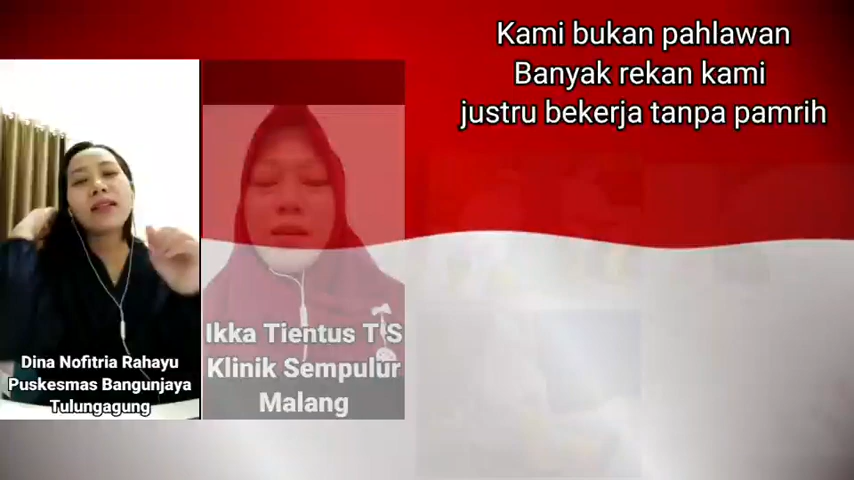 Kami bukan pahlawan
Banyak rekan kami
justru bekerja tanpa pamrih
Dina Nofitria Rahayu
Puskesmas Bangunjaya
Tulungagung
Ikka Tientus T S
Klinik Sempulur
Malang